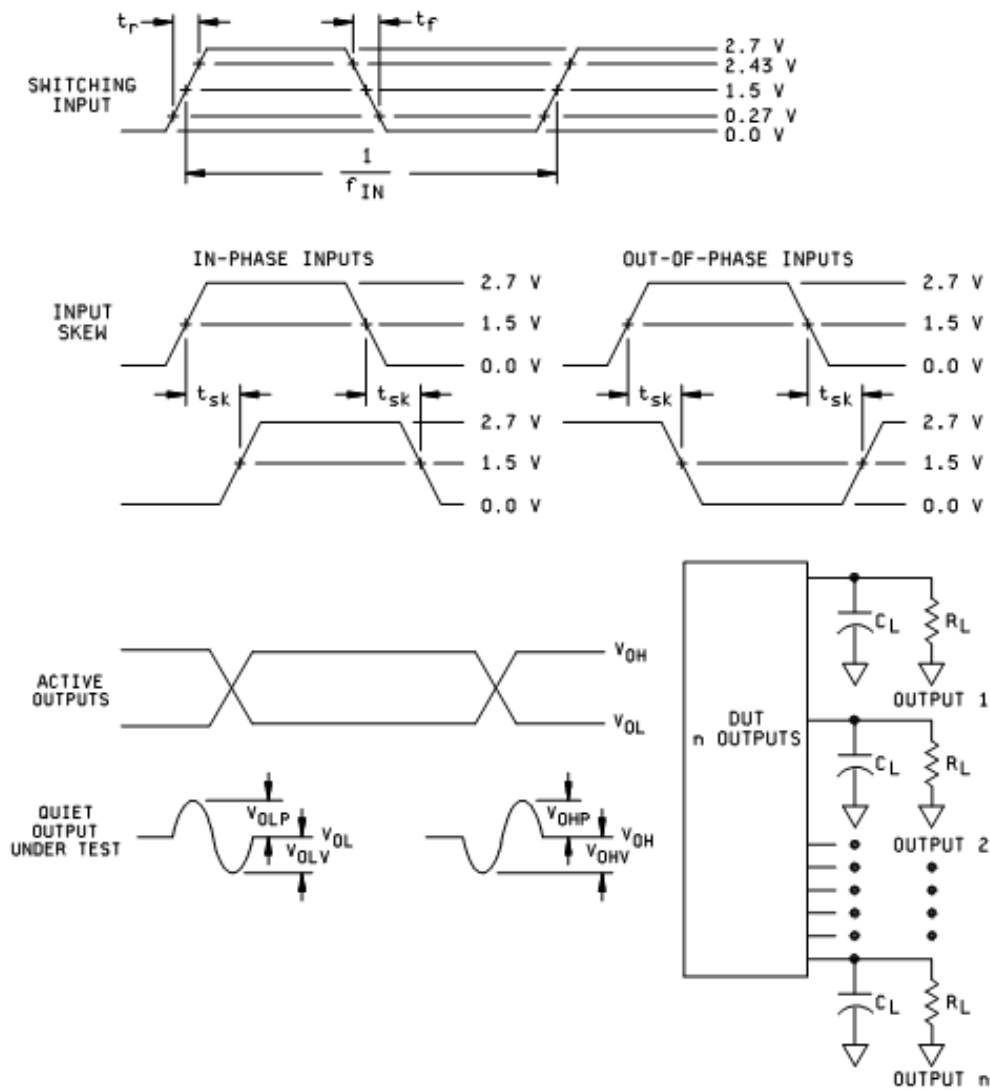 tr
tf
SWITCHING
INPUT
2.7 V
2.43 V
1.5 V
0.27 V
0.0 V
1
fIN
IN-PHASE INPUTS
OUT-OF-PHASE INPUTS
INPUT
SKEW
2.7 V
1.5 V
0.0 V
2.7 V
1.5 V
0.0 V
tsk
tsk
tsk
tsk
2.7 V
1.5 V
0.0 V
2.7 V
1.5 V
0.0 V
ACTIVE
OUTPUTS
VOH
VOL
QUIET
OUTPUT
UNDER TEST
VOLP
VOLV
VOL
VOHP
VOHV
VOH
DUT
n OUTPUTS
CL
RL
OUTPUT 1
CL
RL
OUTPUT 2
CL
RL
OUTPUT n